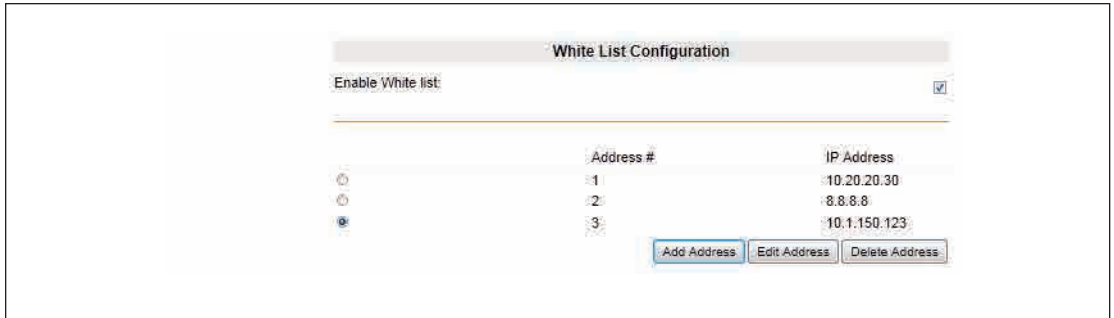 White List Configuration
Enable White list:
Address # IP Address
1 10.20.20.30
2 8.8.8.8
3 10.1.150.123
Add Address Edit Address Delete Address